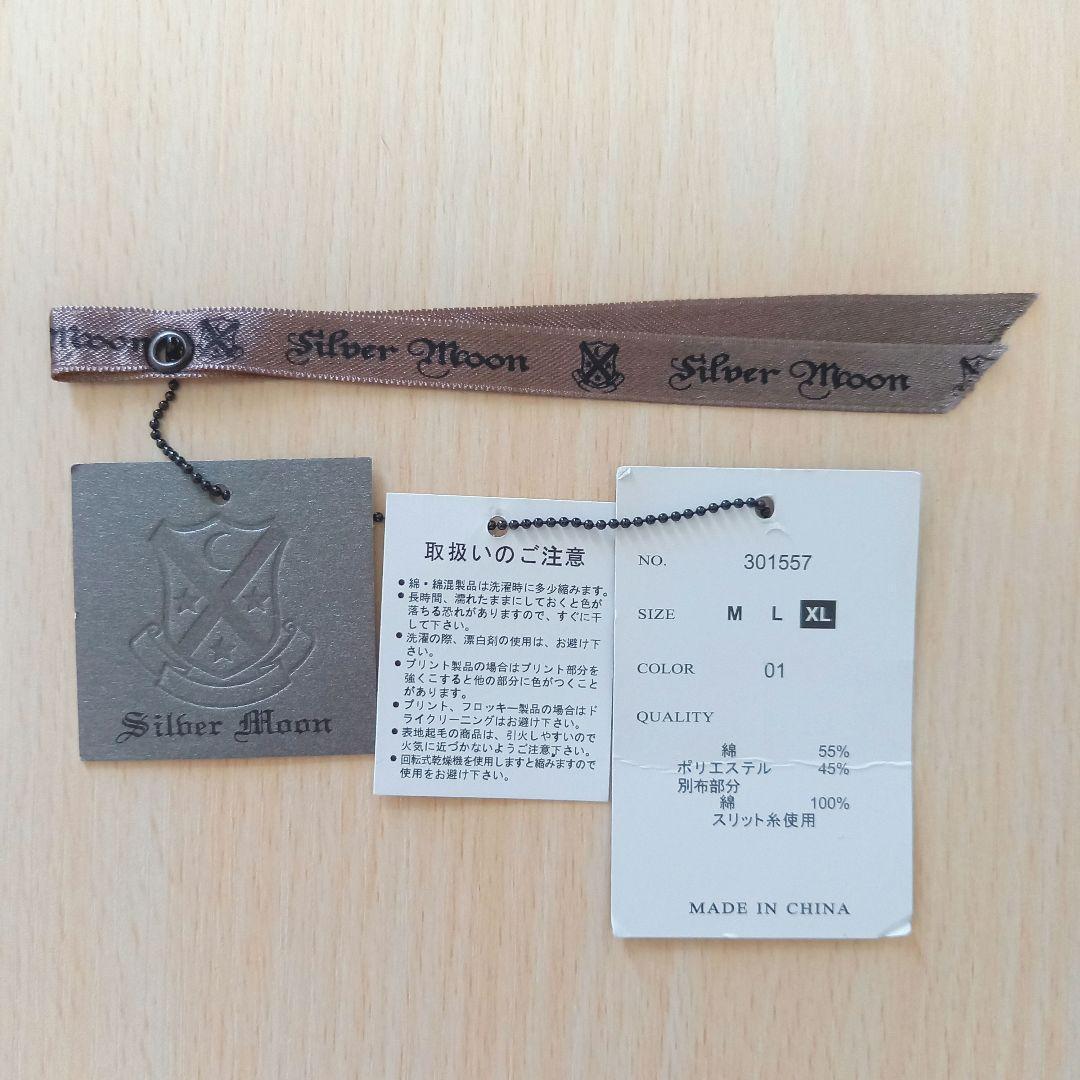 Moon
Silver Moon
Silver Moon
Silver Moon
取扱いのご注意
●綿・綿混製品は洗濯時に多少縮みます。
●長時間、濡れたままにしておくと色が
落ちる恐れがありますので、すぐに干
して下さい。
●洗濯の際、漂白剤の使用は、お避け下
さい。
●プリント製品の場合はプリント部分を
強くこすると他の部分に色がつくこと
があります。
●プリント、フロッキー製品の場合はド
ライクリーニングはお避け下さい。
●表地起毛の商品は、引火しやすいので
火気に近づかないようご注意下さい。
●回転式乾燥機を使用しますと縮みますので
使用をお避け下さい。
NO. 301557
SIZE M L XL
COLOR 01
QUALITY
綿 55%
ポリエステル 45%
別布部分
綿 100%
スリット糸使用
MADE IN CHINA